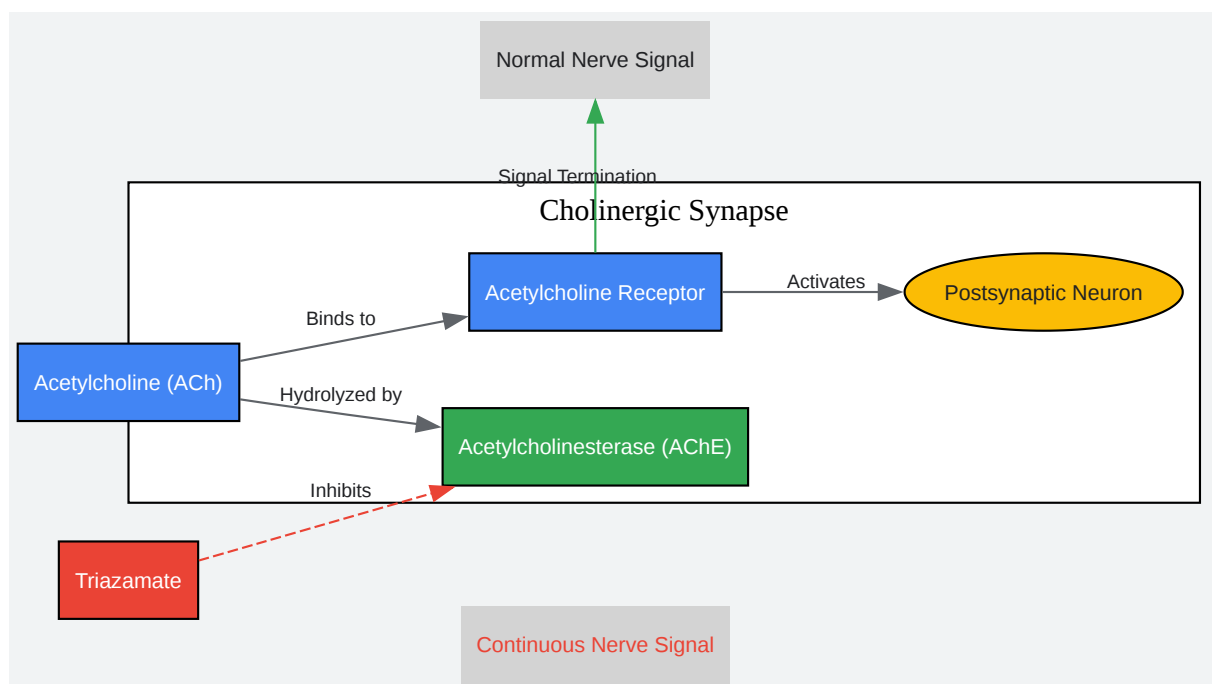 Normal Nerve Signal
Signal Termination
Cholinergic Synapse
Acetylcholine Receptor
Activates
Postsynaptic Neuron
Binds to
Acetylcholine (ACh)
Hydrolyzed by
Acetylcholinesterase (AChE)
Inhibits
Triazamate
Continuous Nerve Signal